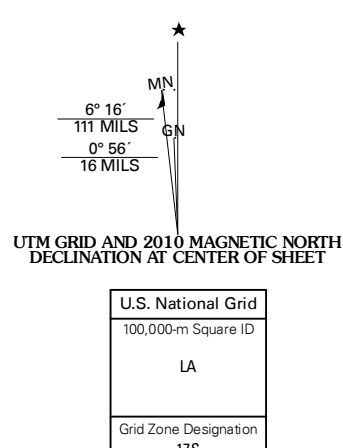 ★
M.N.
6° 16´
111 MILS
GN
0° 56´
16 MILS
UTM GRID AND 2010 MAGNETIC NORTH
DECLINATION AT CENTER OF SHEET
U.S. National Grid
100,000-m Square ID
LA
Grid Zone Designation
17S